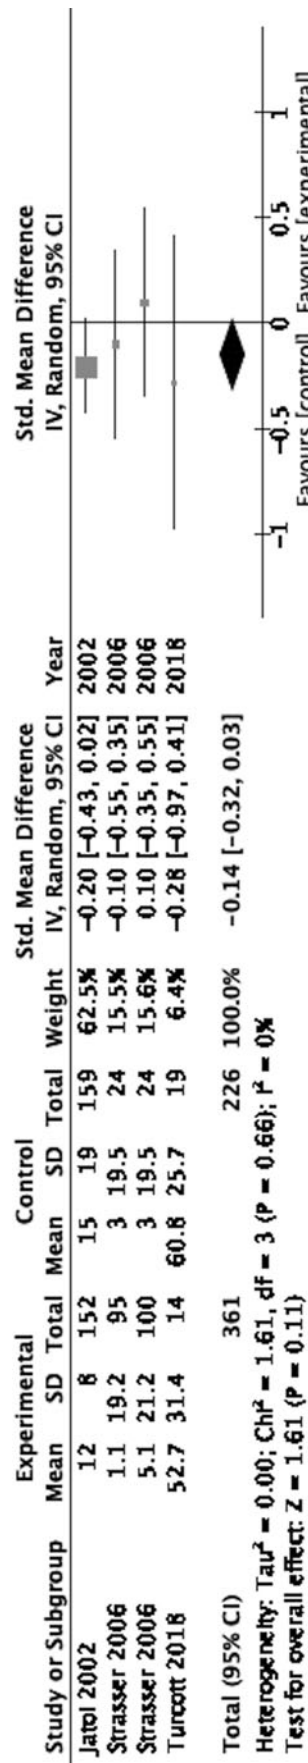 Experimental Control Std. Mean Difference Std. Mean Difference
Study or Subgroup Mean SD Total Mean SD Total Weight IV, Random, 95% CI Year IV, Random, 95% CI
Jatoi 2002 12 8 152 15 19 159 62.5% −0.20 [−0.43, 0.02] 2002
Strasser 2006 1.1 19.2 95 3 19.5 24 15.5% −0.10 [−0.55, 0.35] 2006
Strasser 2006 5.1 21.2 100 3 19.5 24 15.6% 0.10 [−0.35, 0.55] 2006
Turcott 2018 52.7 31.4 14 60.8 25.7 19 6.4% −0.28 [−0.97, 0.41] 2018
Total (95% CI) 361 226 100.0% −0.14 [−0.32, 0.03]
Heterogeneity: Tau² = 0.00; Chi² = 1.61, df = 3 (P = 0.66); I² = 0%
Test for overall effect: Z = 1.61 (P = 0.11)
−1 −0.5 0 0.5 1
Favours [control] Favours [experimental]